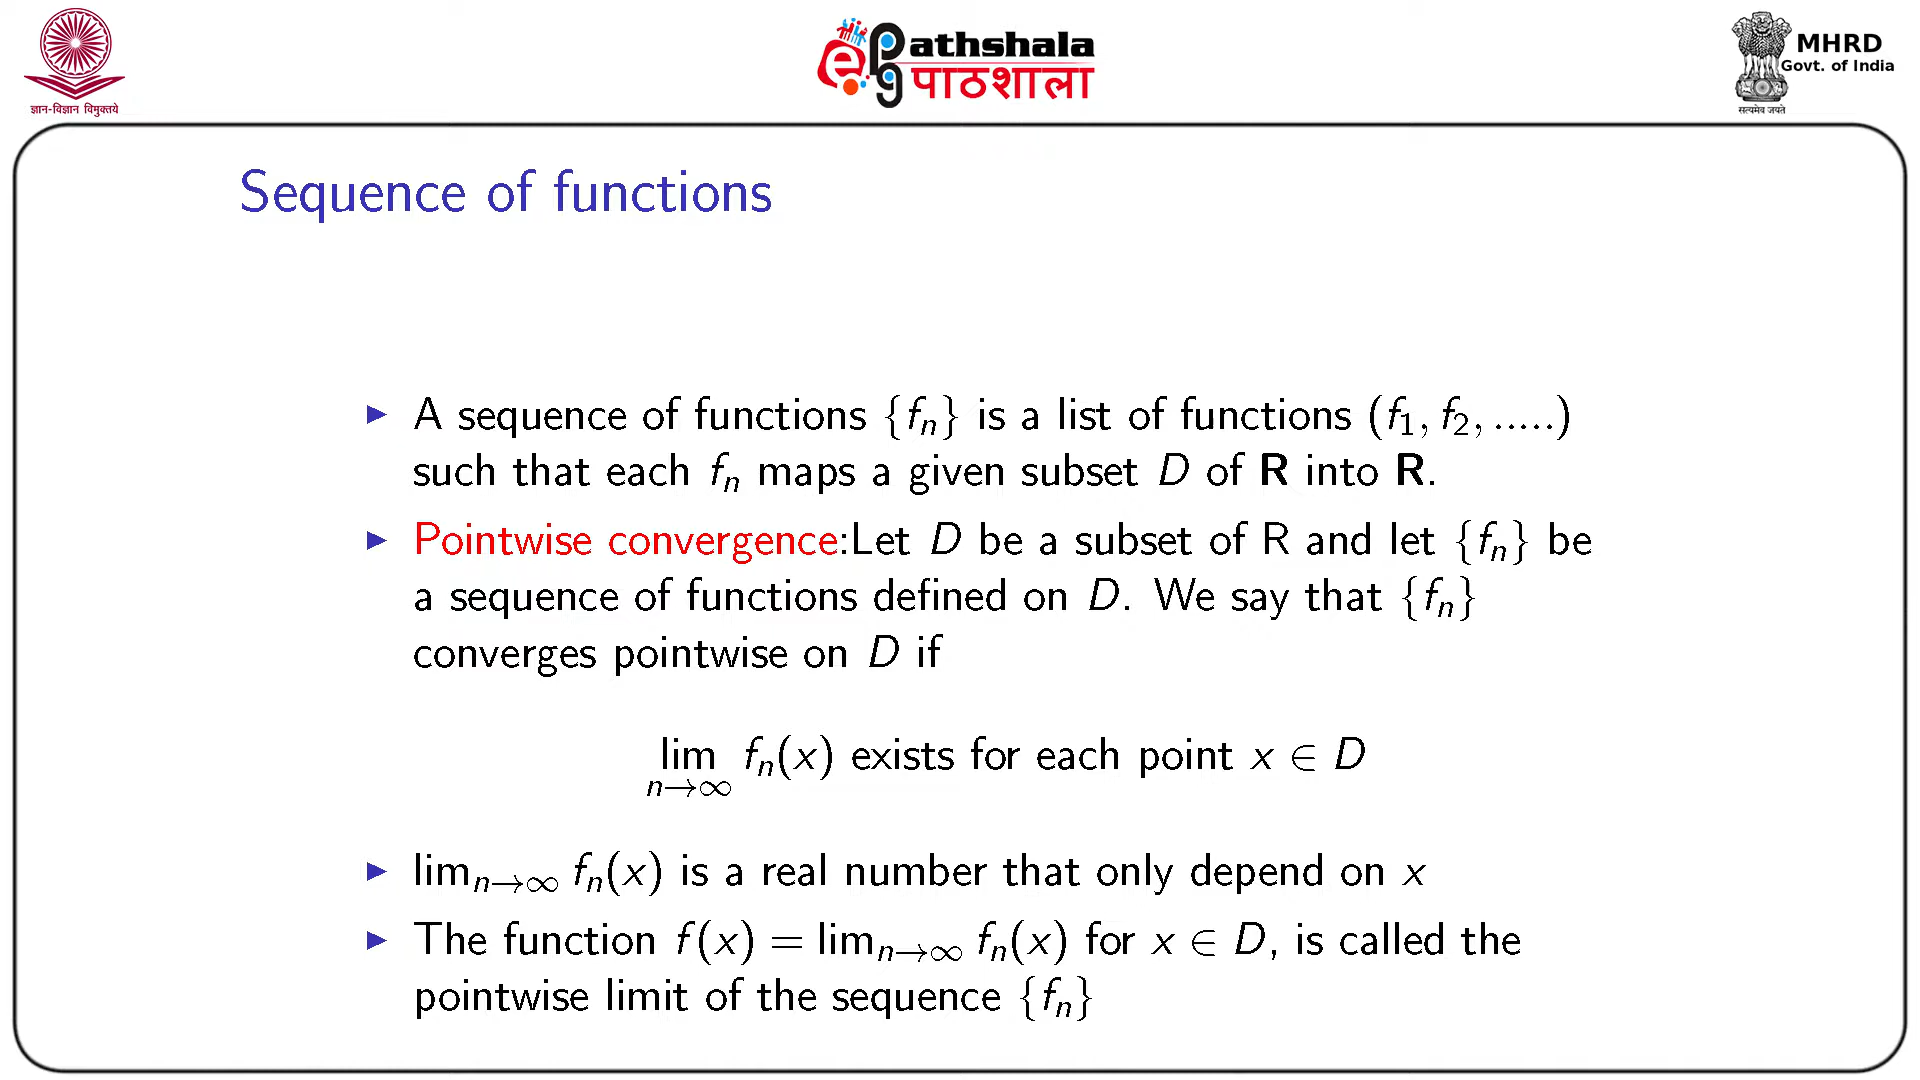 ज्ञान-विज्ञान विमुक्तये
e pg Pathshala
पाठशाला
MHRD
Govt. of India
सत्यमेव जयते
Sequence of functions
▶ A sequence of functions {fₙ} is a list of functions (f₁, f₂, .....)
such that each fₙ maps a given subset D of R into R.
▶ Pointwise convergence:Let D be a subset of R and let {fₙ} be
a sequence of functions defined on D. We say that {fₙ}
converges pointwise on D if
lim fₙ(x) exists for each point x ∈ D
n→∞
▶ limₙ→∞ fₙ(x) is a real number that only depend on x
▶ The function f(x) = limₙ→∞ fₙ(x) for x ∈ D, is called the
pointwise limit of the sequence {fₙ}